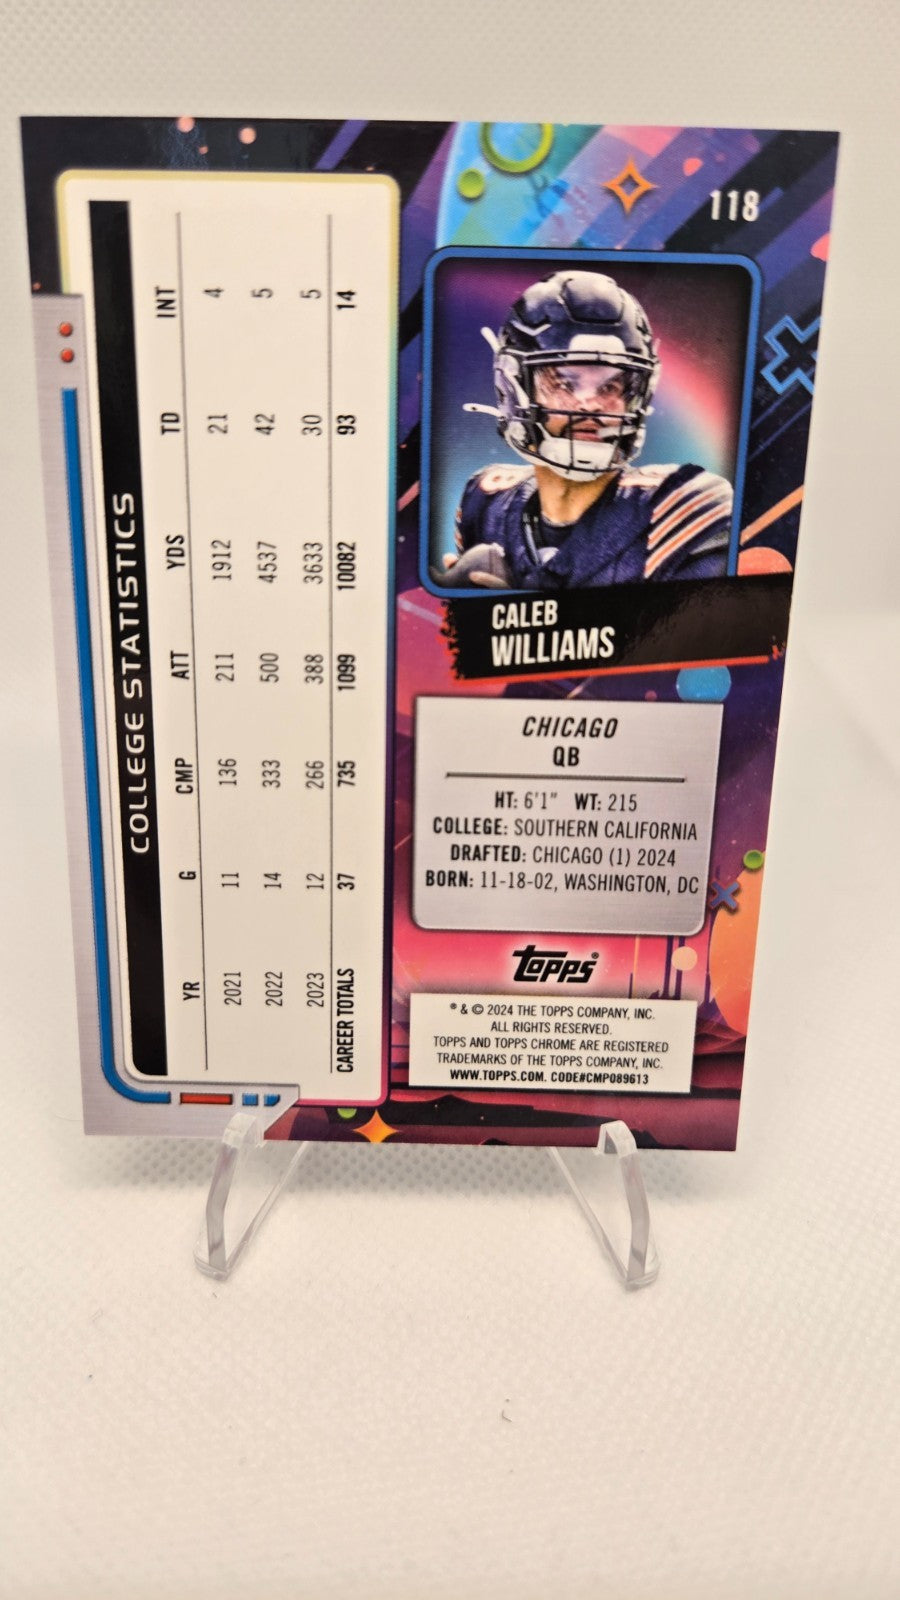 118
CALEB
WILLIAMS
CHICAGO
QB
HT: 6'1" WT: 215
COLLEGE: SOUTHERN CALIFORNIA
DRAFTED: CHICAGO (1) 2024
BORN: 11-18-02, WASHINGTON, DC
topps®
® & © 2024 THE TOPPS COMPANY, INC.
ALL RIGHTS RESERVED.
TOPPS AND TOPPS CHROME ARE REGISTERED
TRADEMARKS OF THE TOPPS COMPANY, INC.
WWW.TOPPS.COM. CODE#CMP089613
COLLEGE STATISTICS
YR G CMP ATT YDS TD INT
2021 11 136 211 1912 21 4
2022 14 333 500 4537 42 5
2023 12 266 388 3633 30 5
CAREER TOTALS 37 735 1099 10082 93 14